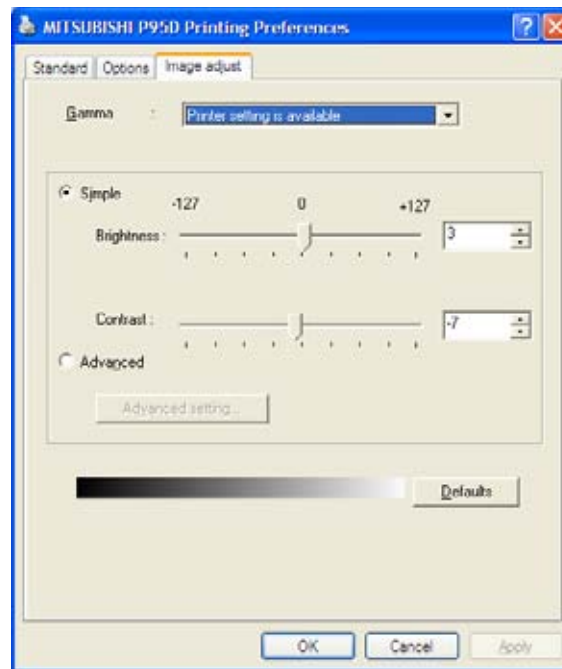 MITSUBISHI P95D Printing Preferences
Standard Options Image adjust
Gamma : Printer setting is available
Simple
-127 0 +127
Brightness : 3
Contrast : -7
Advanced
Advanced setting...
Defaults
OK Cancel Apply